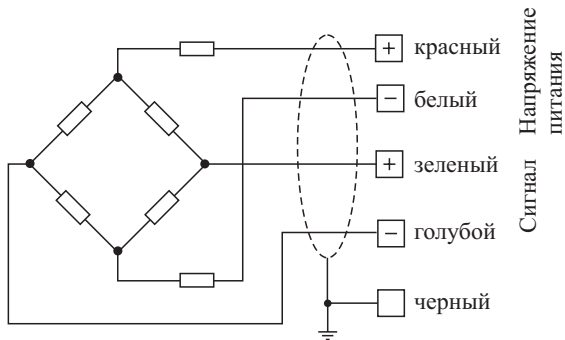 + красный
− белый
+ зеленый
− голубой
черный
Напряжение
питания
Сигнал